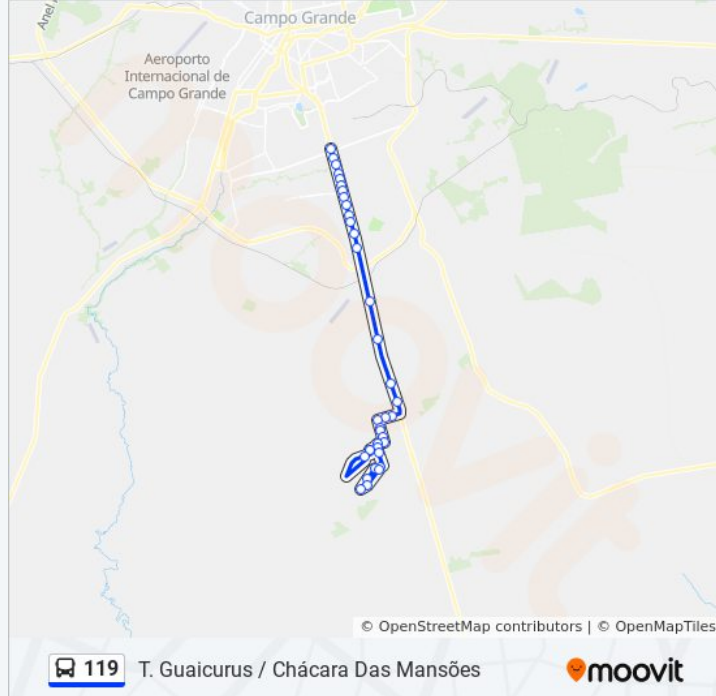 Campo Grande
Anel
Aeroporto
Internacional de
Campo Grande
© OpenStreetMap contributors | © OpenMapTiles
119 T. Guaicurus / Chácara Das Mansões
moovit